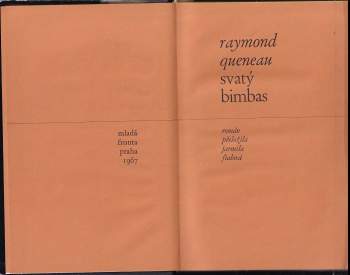 mladá
fronta
praha
1967
raymond
queneau
svatý
bimbas
román
přeložila
jarmila
fialová